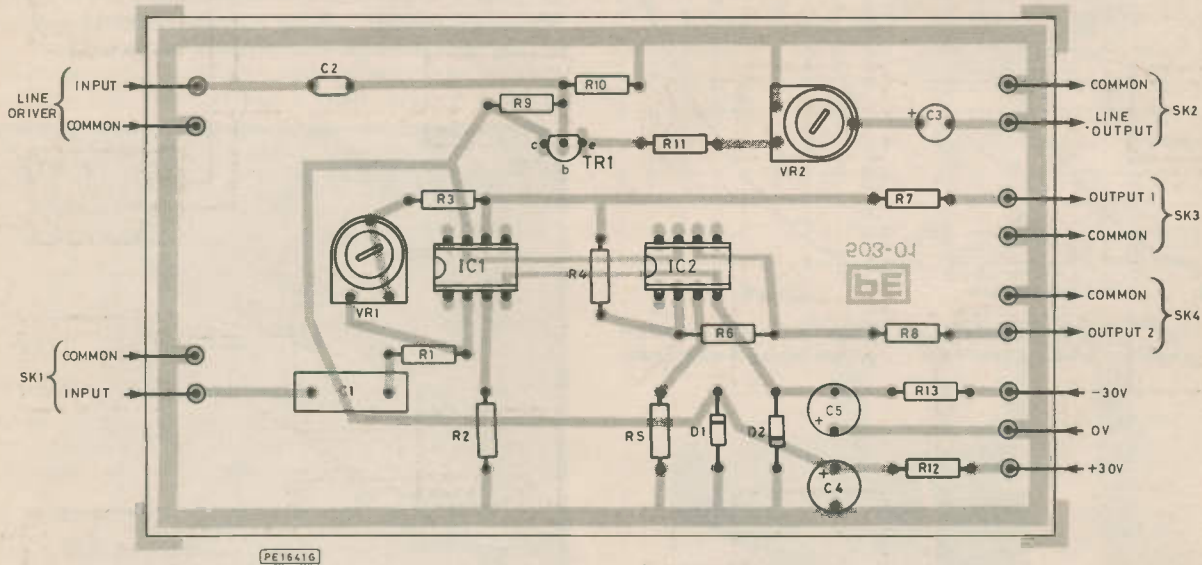 C2
INPUT
LINE DRIVER
COMMON
R10
R9
c
e
b
TR1
R11
VR2
+
C3
COMMON
LINE OUTPUT
SK2
R3
R7
OUTPUT 1
COMMON
SK3
IC1
IC2
R4
VR1
503-01
PE
COMMON
OUTPUT 2
SK4
R6
R8
COMMON
INPUT
SK1
R1
C1
R2
R5
D1
D2
C5
R13
-30V
0V
+
C4
R12
+30V
PE1641G